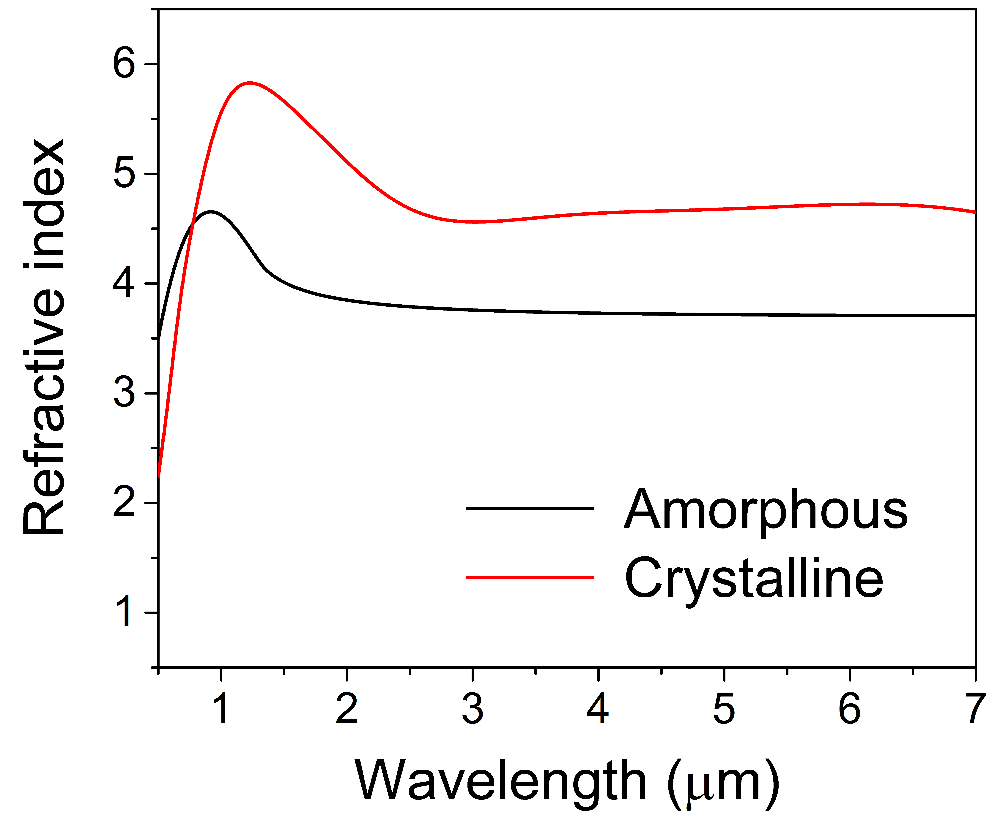 Refractive index
6
5
4
3
2
1
Amorphous
Crystalline
1 2 3 4 5 6 7
Wavelength (μm)